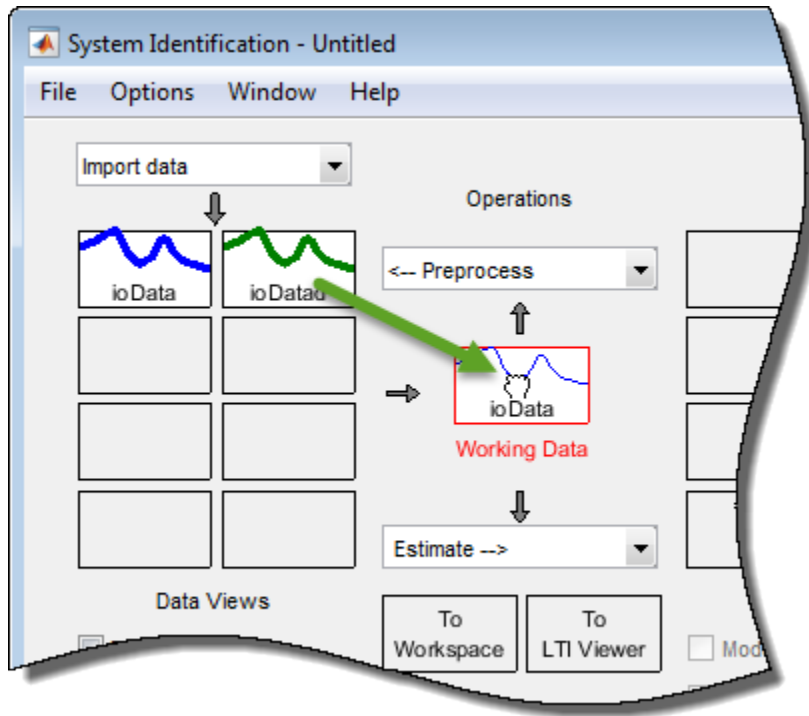 System Identification - Untitled
File Options Window Help
Import data
Operations
ioData
ioDatad
<-- Preprocess
ioData
Working Data
Estimate -->
Data Views
To
Workspace
To
LTI Viewer